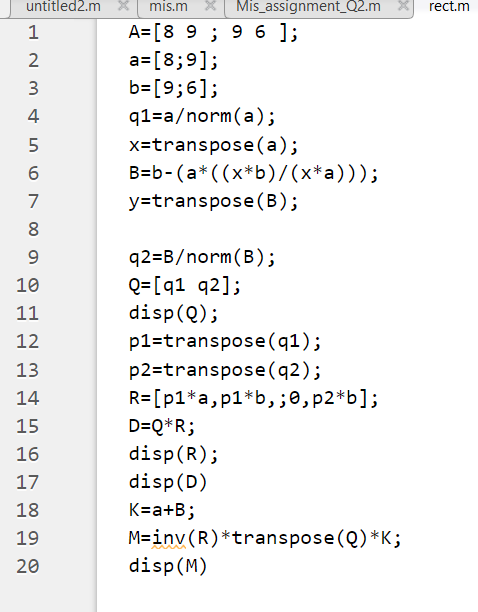 untitled2.m × mis.m × Mis_assignment_Q2.m × rect.m
1 A=[8 9 ; 9 6 ];
2 a=[8;9];
3 b=[9;6];
4 q1=a/norm(a);
5 x=transpose(a);
6 B=b-(a*((x*b)/(x*a)));
7 y=transpose(B);
8
9 q2=B/norm(B);
10 Q=[q1 q2];
11 disp(Q);
12 p1=transpose(q1);
13 p2=transpose(q2);
14 R=[p1*a,p1*b,;0,p2*b];
15 D=Q*R;
16 disp(R);
17 disp(D)
18 K=a+B;
19 M=inv(R)*transpose(Q)*K;
20 disp(M)